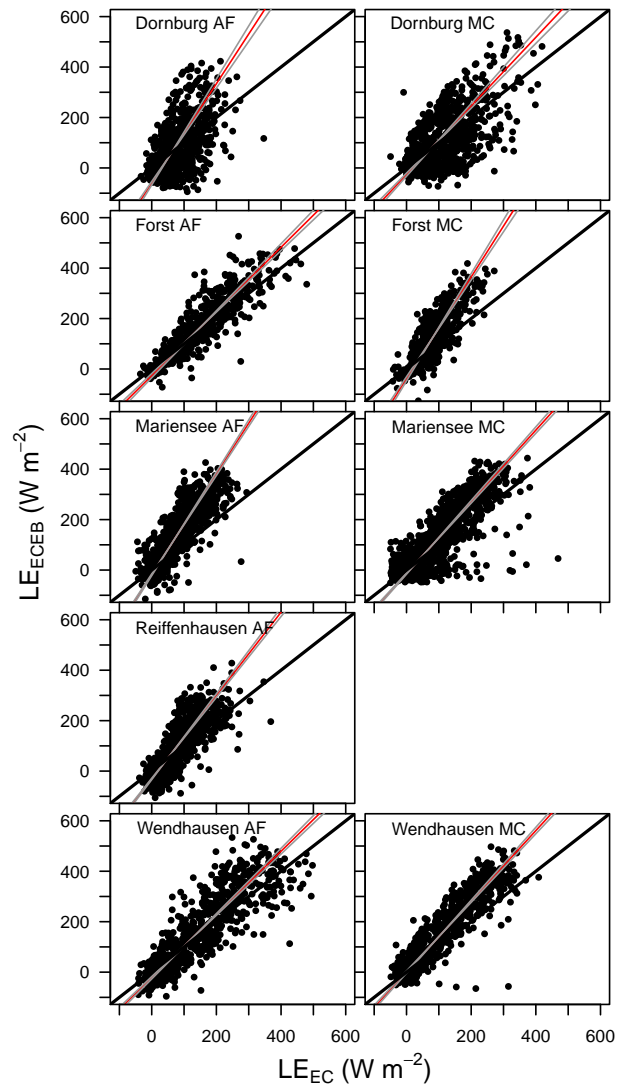 Dornburg AF
Dornburg MC
600
400
200
0
Forst AF
Forst MC
600
400
200
0
Mariensee AF
Mariensee MC
600
400
200
0
Reiffenhausen AF
600
400
200
0
Wendhausen AF
Wendhausen MC
600
400
200
0
0 200 400 600
0 200 400 600
LE_ECEB (W m⁻²)
LE_EC (W m⁻²)